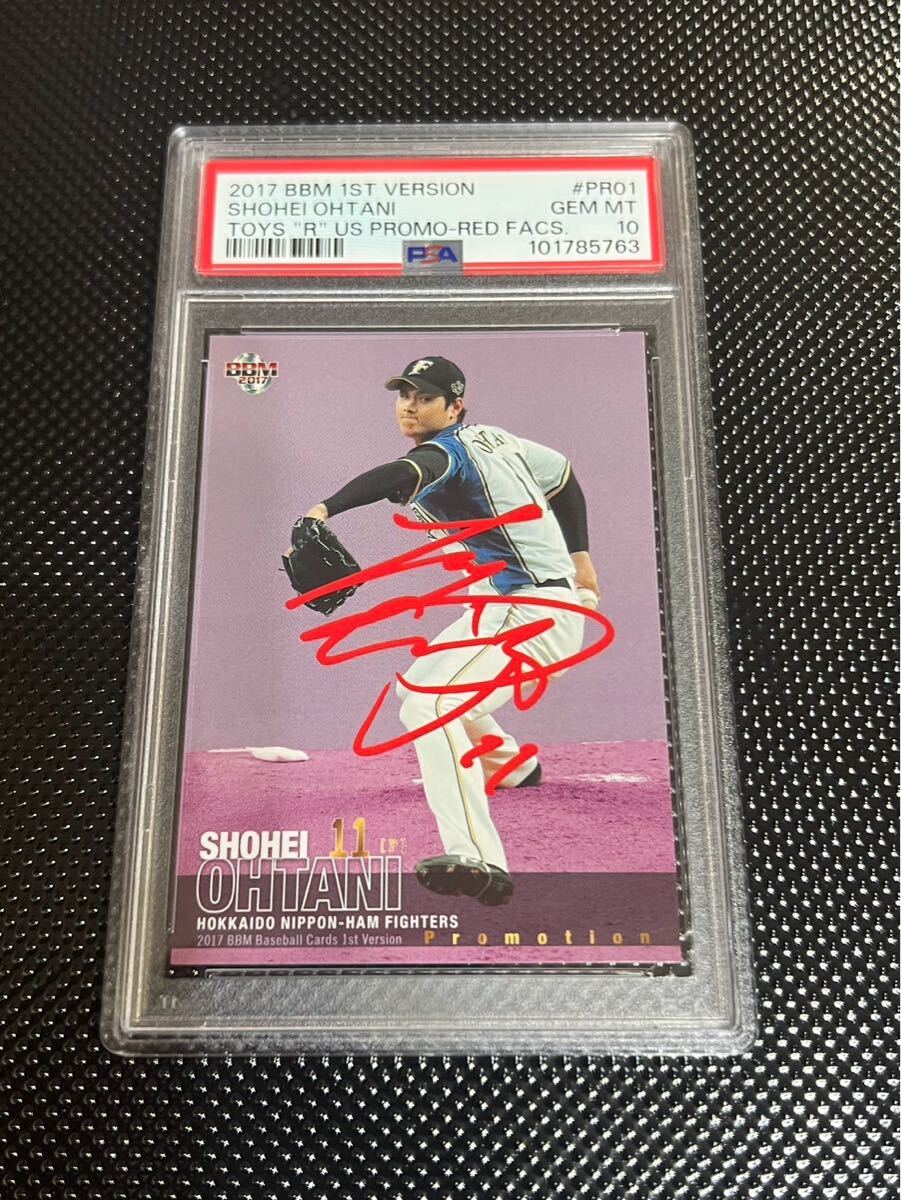 2017 BBM 1ST VERSION #PR01
SHOHEI OHTANI GEM MT
TOYS "R" US PROMO-RED FACS. 10
PSA 101785763
BBM
2017
F
SHOHEI 11 [P]
OHTANI
HOKKAIDO NIPPON-HAM FIGHTERS
2017 BBM Baseball Cards 1st Version Promotion